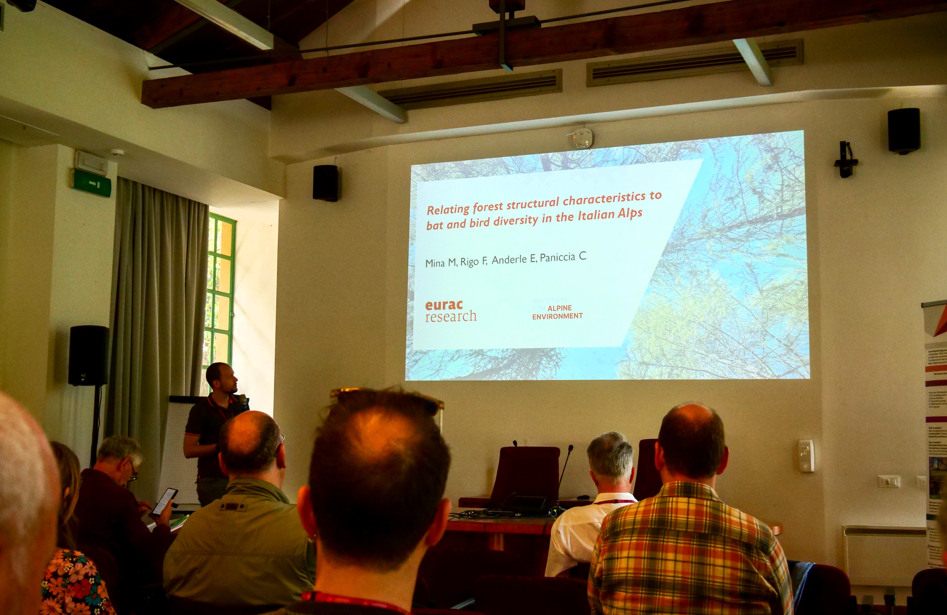 Relating forest structural characteristics to
bat and bird diversity in the Italian Alps
Mina M, Rigo F, Anderle E, Paniccia C
eurac
research
ALPINE
ENVIRONMENT